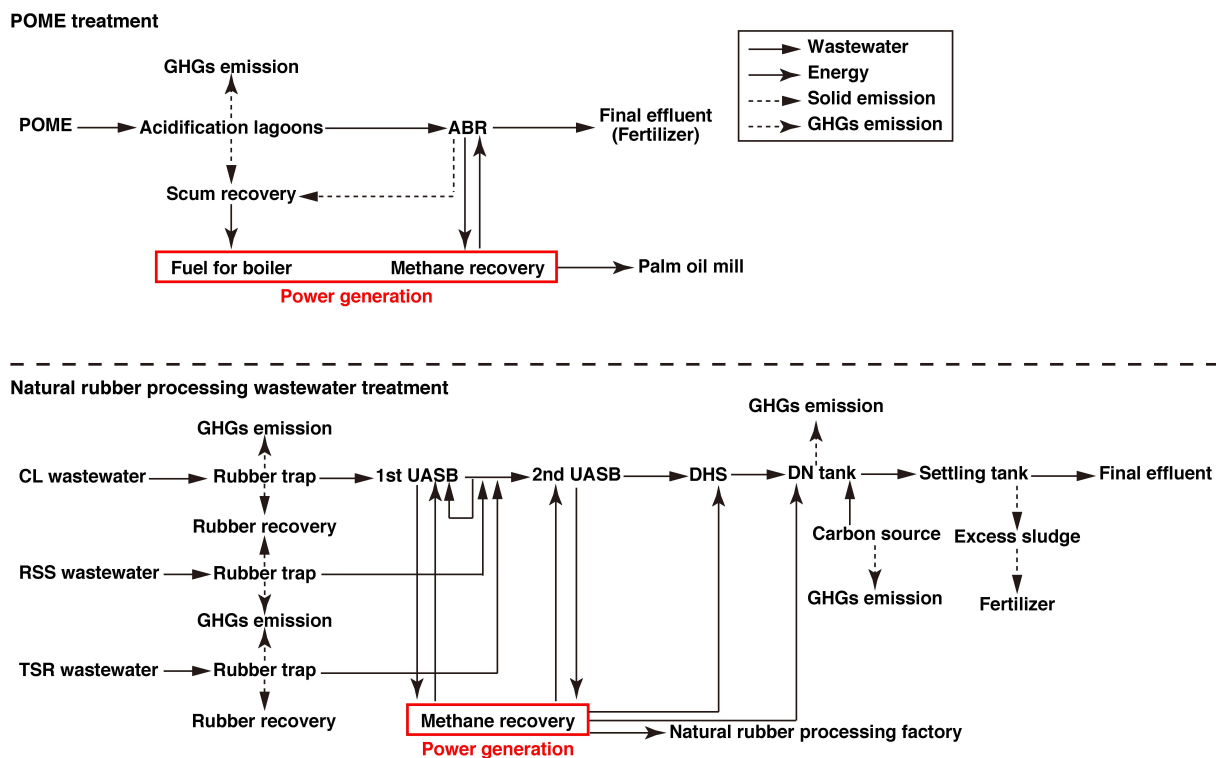 POME treatment
Wastewater
Energy
Solid emission
GHGs emission
GHGs emission
POME
Acidification lagoons
ABR
Final effluent
(Fertilizer)
Scum recovery
Fuel for boiler
Methane recovery
Palm oil mill
Power generation
Natural rubber processing wastewater treatment
GHGs emission
GHGs emission
CL wastewater
Rubber trap
1st UASB
2nd UASB
DHS
DN tank
Settling tank
Final effluent
Rubber recovery
Carbon source
Excess sludge
RSS wastewater
Rubber trap
GHGs emission
Fertilizer
GHGs emission
TSR wastewater
Rubber trap
Rubber recovery
Methane recovery
Natural rubber processing factory
Power generation